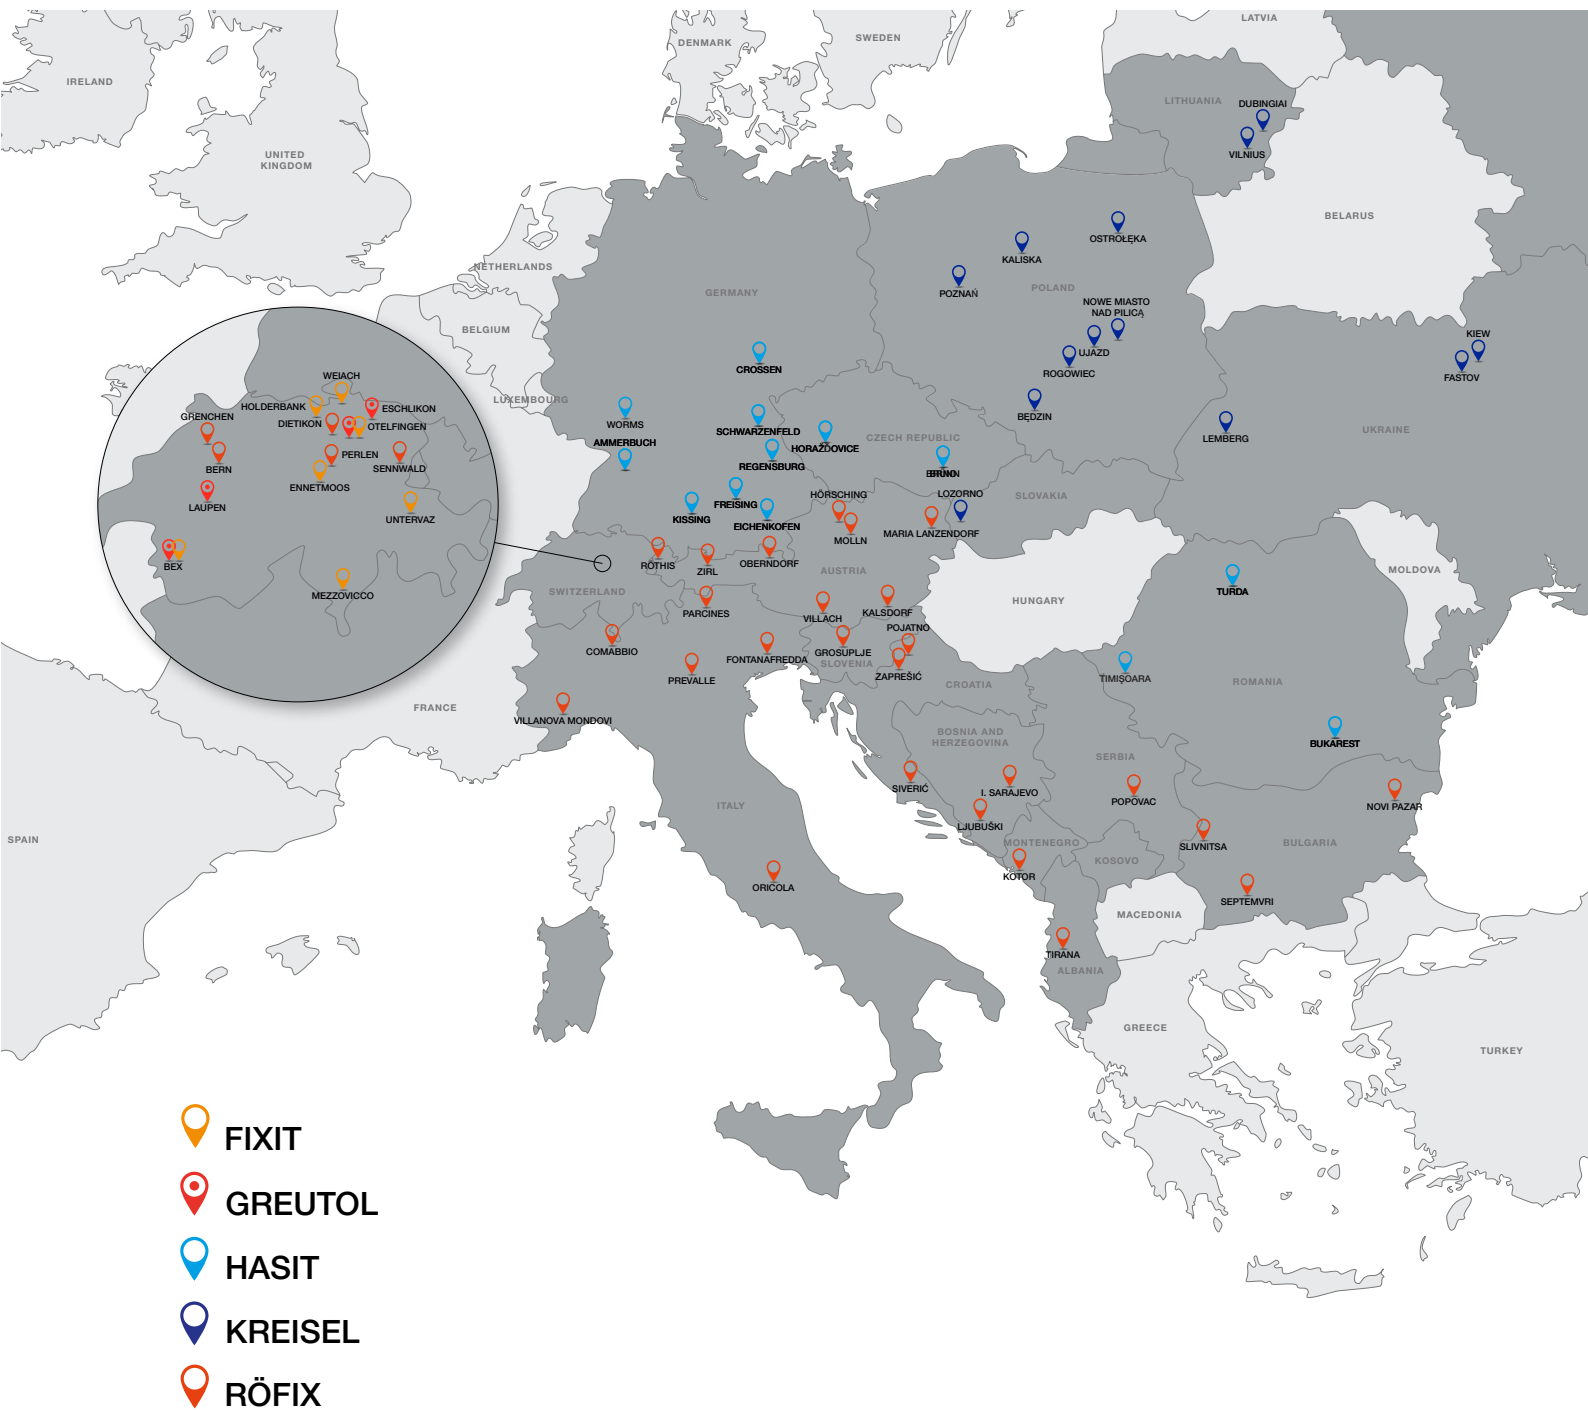 LATVIA
SWEDEN
DENMARK
IRELAND
LITHUANIA
DUBINGIAI
VILNIUS
UNITED
KINGDOM
BELARUS
OSTROŁĘKA
KALISKA
NETHERLANDS
GERMANY
POZNAŃ
POLAND
NOWE MIASTO
NAD PILICĄ
BELGIUM
KIEW
UJAZD
CROSSEN
ROGOWIEC
FASTOV
WEIACH
LUXEMBOURG
HOLDERBANK
ESCHLIKON
GRENCHEN
DIETIKON
OTELFINGEN
WORMS
BĘDZIN
SCHWARZENFELD
UKRAINE
AMMERBUCH
CZECH REPUBLIC
LEMBERG
HORAŽĎOVICE
PERLEN
BERN
SENNWALD
REGENSBURG
BRNO
ENNETMOOS
HÖRSCHING
LOZORNO
SLOVAKIA
LAUPEN
FREISING
UNTERVAZ
KISSING
EICHENKOFEN
MARIA LANZENDORF
MOLLN
BEX
RÖTHIS
ZIRL
OBERNDORF
AUSTRIA
MOLDOVA
MEZZOVICCO
SWITZERLAND
TURDA
HUNGARY
PARCINES
VILLACH
KALSDORF
POJATNO
COMABBIO
GROSUPLJE
FONTANAFREDDA
SLOVENIA
PREVALLE
ZAPREŠIĆ
TIMIȘOARA
CROATIA
ROMANIA
FRANCE
VILLANOVA MONDOVI
BOSNIA AND
HERZEGOVINA
BUKAREST
SERBIA
SIVERIĆ
I. SARAJEVO
POPOVAC
ITALY
NOVI PAZAR
LJUBUŠKI
SPAIN
MONTENEGRO
SLIVNITSA
BULGARIA
KOSOVO
KOTOR
ORICOLA
SEPTEMVRI
MACEDONIA
TIRANA
ALBANIA
GREECE
TURKEY
FIXIT
GREUTOL
HASIT
KREISEL
RÖFIX